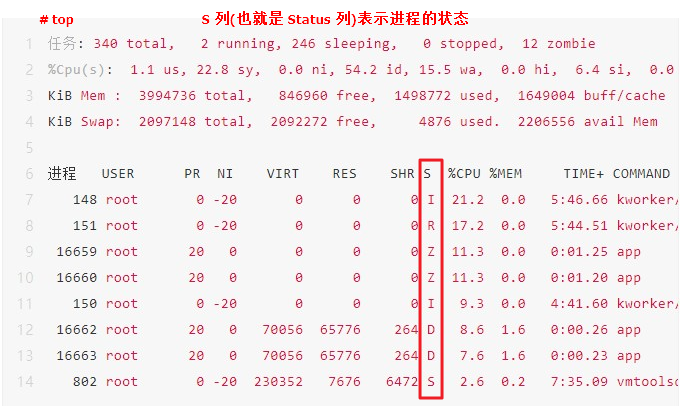 # top S 列(也就是 Status 列)表示进程的状态
1 任务: 340 total, 2 running, 246 sleeping, 0 stopped, 12 zombie
2 %Cpu(s): 1.1 us, 22.8 sy, 0.0 ni, 54.2 id, 15.5 wa, 0.0 hi, 6.4 si, 0.0
3 KiB Mem : 3994736 total, 846960 free, 1498772 used, 1649004 buff/cache
4 KiB Swap: 2097148 total, 2092272 free, 4876 used. 2206556 avail Mem
5
6 进程 USER PR NI VIRT RES SHR S %CPU %MEM TIME+ COMMAND
7 148 root 0 -20 0 0 0 I 21.2 0.0 5:46.66 kworker/
8 151 root 0 -20 0 0 0 R 17.2 0.0 5:44.51 kworker/
9 16659 root 20 0 0 0 0 Z 11.3 0.0 0:01.25 app
10 16660 root 20 0 0 0 0 Z 11.3 0.0 0:01.20 app
11 150 root 0 -20 0 0 0 I 9.3 0.0 4:41.60 kworker/
12 16662 root 20 0 70056 65776 264 D 8.6 1.6 0:00.26 app
13 16663 root 20 0 70056 65776 264 D 7.6 1.6 0:00.23 app
14 802 root 0 -20 230352 7676 6472 S 2.6 0.2 7:35.09 vmtoolsd